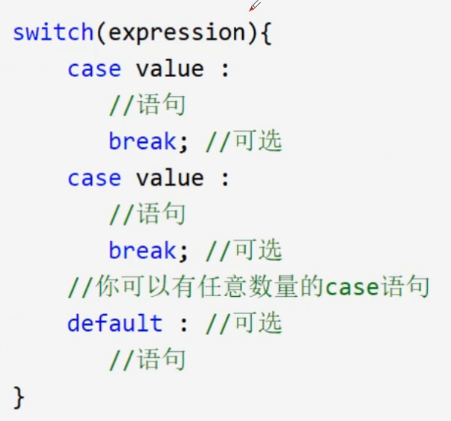 switch(expression){
case value :
//语句
break; //可选
case value :
//语句
break; //可选
//你可以有任意数量的case语句
default : //可选
//语句
}